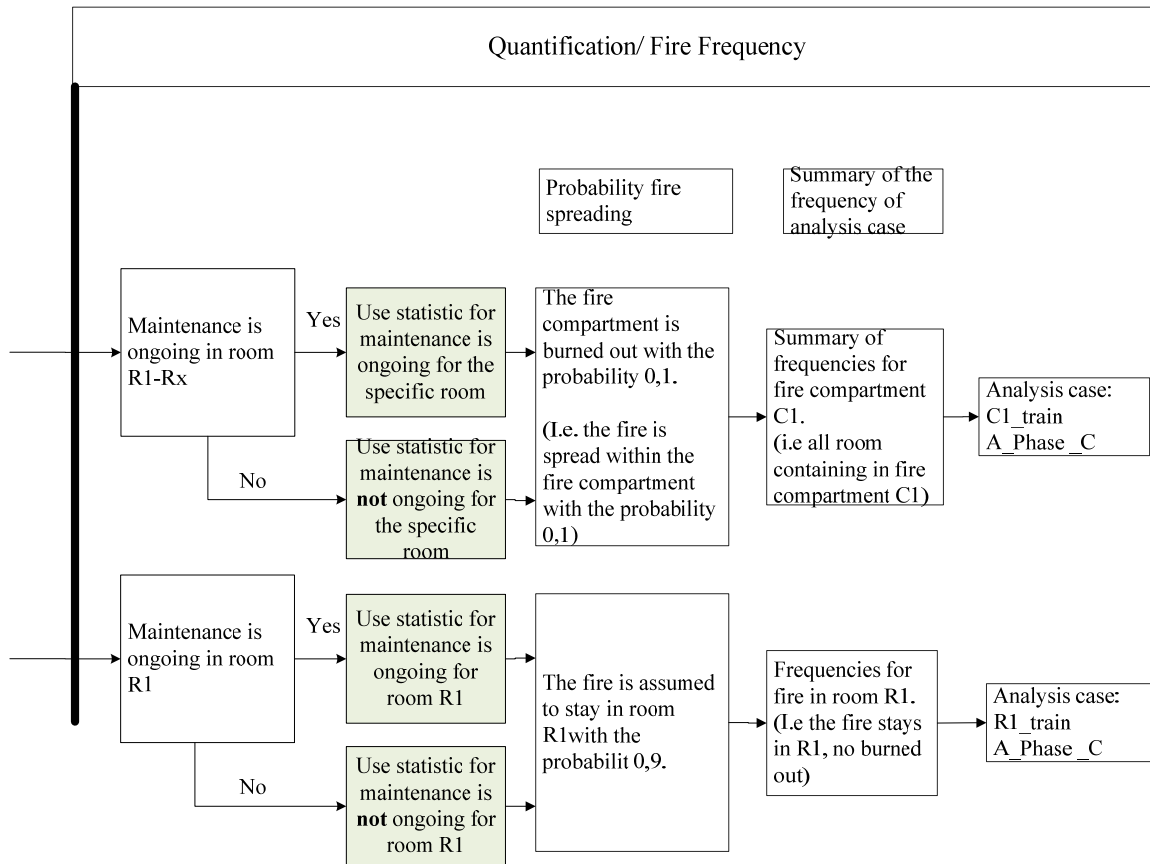 Quantification/ Fire Frequency
Probability fire
spreading
Summary of the
frequency of
analysis case
Maintenance is
ongoing in room
R1-Rx
Yes
No
Use statistic for
maintenance is
ongoing for the
specific room
Use statistic for
maintenance is
not ongoing for
the specific
room
The fire
compartment is
burned out with the
probability 0,1.
(I.e. the fire is
spread within the
fire compartment
with the probability
0,1)
Summary of
frequencies for
fire compartment
C1.
(i.e all room
containing in fire
compartment C1)
Analysis case:
C1_train
A_Phase _C
Maintenance is
ongoing in room
R1
Yes
No
Use statistic for
maintenance is
ongoing for
room R1
Use statistic for
maintenance is
not ongoing for
room R1
The fire is assumed
to stay in room
R1with the
probabilit 0,9.
Frequencies for
fire in room R1.
(I.e the fire stays
in R1, no burned
out)
Analysis case:
R1_train
A_Phase _C